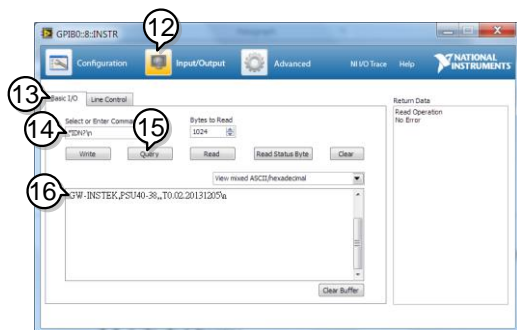 GPIB0::8::INSTR
12
Configuration Input/Output Advanced NI I/O Trace Help NATIONAL INSTRUMENTS
13 Basic I/O Line Control
Return Data
Read Operation
No Error
Select or Enter Comma
Bytes to Read
14 *IDN?\n
15
1024
Write Query Read Read Status Byte Clear
View mixed ASCII/hexadecimal
16
GW-INSTEK,PSU40-38,,T0.02.20131205\n
Clear Buffer